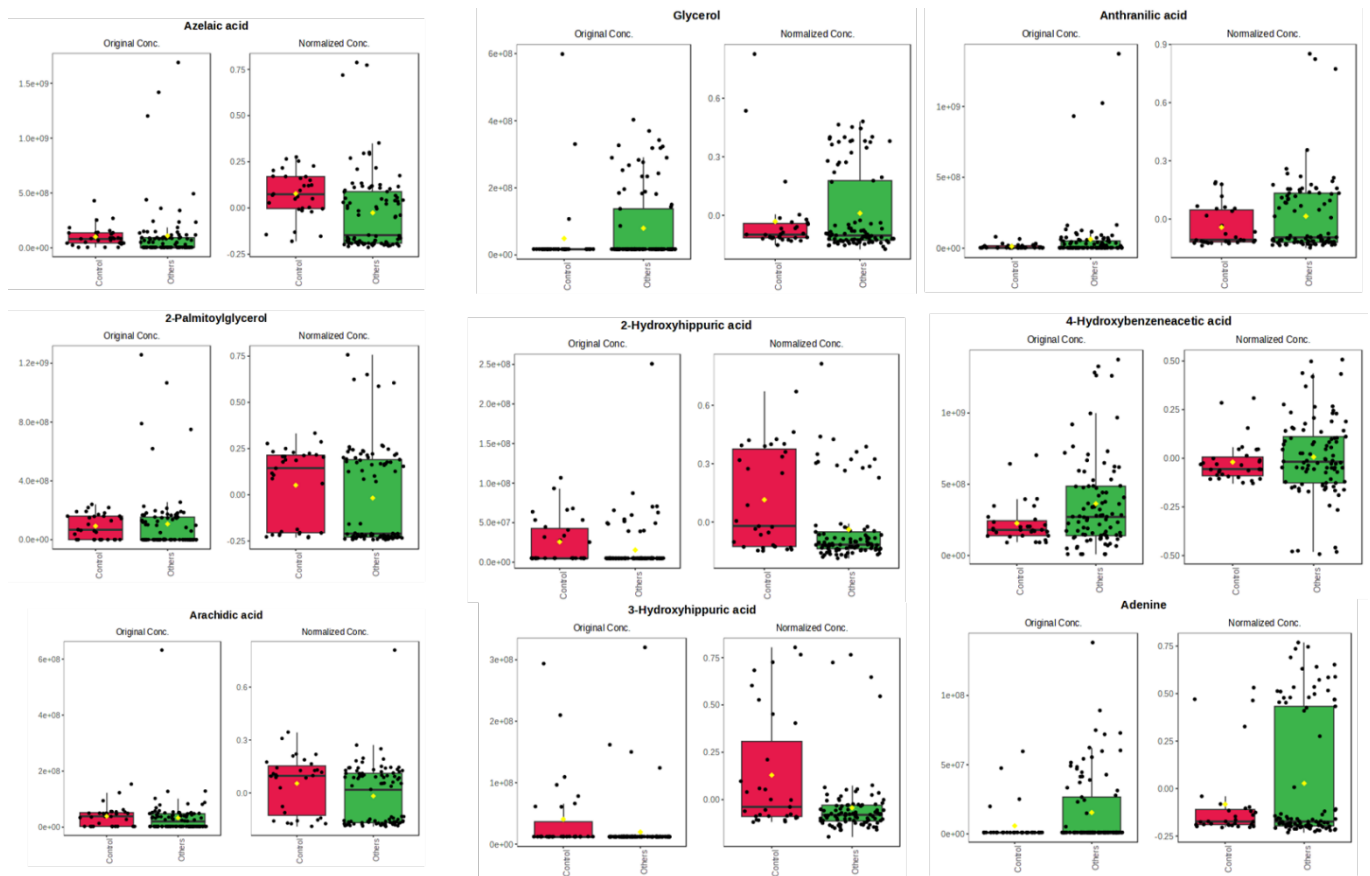 Azelaic acid
Original Conc.
Normalized Conc.
1.5e+09
1.0e+09
5.0e+08
0.0e+00
0.75
0.50
0.25
0.00
-0.25
Control
Others
Control
Others
Glycerol
Original Conc.
Normalized Conc.
6e+08
4e+08
2e+08
0e+00
0.6
0.3
0.0
Control
Others
Control
Others
Anthranilic acid
Original Conc.
Normalized Conc.
1e+09
5e+08
0e+00
0.9
0.6
0.3
0.0
Control
Others
Control
Others
2-Palmitoylglycerol
Original Conc.
Normalized Conc.
1.2e+09
8.0e+08
4.0e+08
0.0e+00
0.75
0.50
0.25
0.00
-0.25
Control
Others
Control
Others
2-Hydroxyhippuric acid
Original Conc.
Normalized Conc.
2.5e+08
2.0e+08
1.5e+08
1.0e+08
5.0e+07
0.0e+00
0.6
0.3
0.0
Control
Others
Control
Others
4-Hydroxybenzeneacetic acid
Original Conc.
Normalized Conc.
1e+09
5e+08
0e+00
0.50
0.25
0.00
-0.25
-0.50
Control
Others
Control
Others
Arachidic acid
Original Conc.
Normalized Conc.
6e+08
4e+08
2e+08
0e+00
0.6
0.3
0.0
Control
Others
Control
Others
3-Hydroxyhippuric acid
Original Conc.
Normalized Conc.
3e+08
2e+08
1e+08
0e+00
0.75
0.50
0.25
0.00
Control
Others
Control
Others
Adenine
Original Conc.
Normalized Conc.
1e+08
5e+07
0e+00
0.75
0.50
0.25
0.00
-0.25
Control
Others
Control
Others